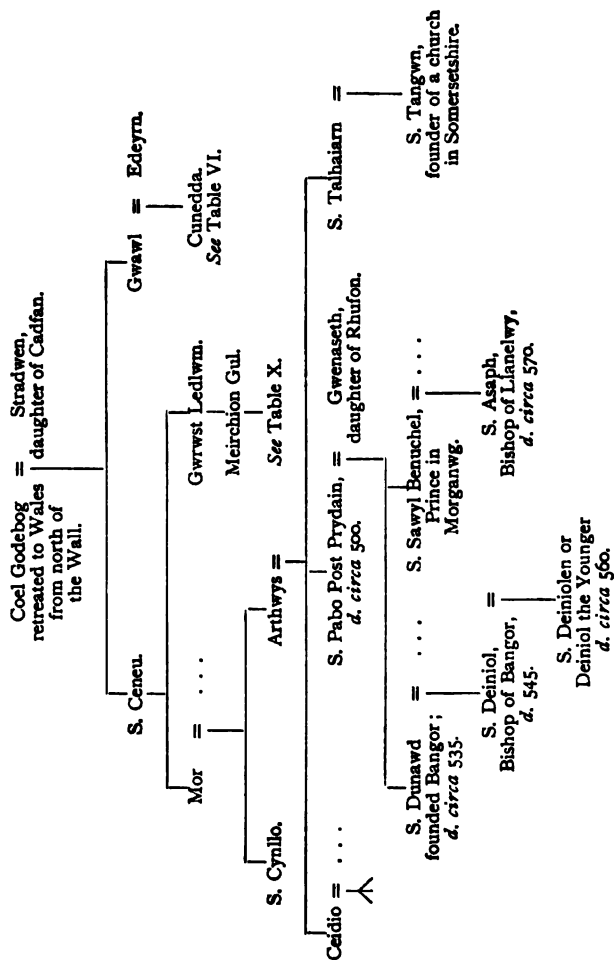 Coel Godebog = Stradwen,
retreated to Wales daughter of Cadfan.
from north of
the Wall.
S. Ceneu. Gwawl = Edeyrn.
Cunedda.
See Table VI.
Mor = . . . Gwrwst Ledlwm.
Meirchion Gul.
See Table X.
S. Cynllo. Arthwys =
Ceidio = . . . S. Pabo Post Prydain, = Gwenaseth, S. Talhaiarn =
d. circa 500. daughter of Rhufon.
S. Tangwn,
founder of a church
in Somersetshire.
S. Dunawd = . . . S. Sawyl Benuchel, = . . .
founded Bangor; Prince in
d. circa 535. Morganwg.
S. Deiniol, = S. Asaph,
Bishop of Bangor, Bishop of Llanelwy,
d. 545. d. circa 570.
S. Deiniolen or
Deiniol the Younger
d. circa 560.